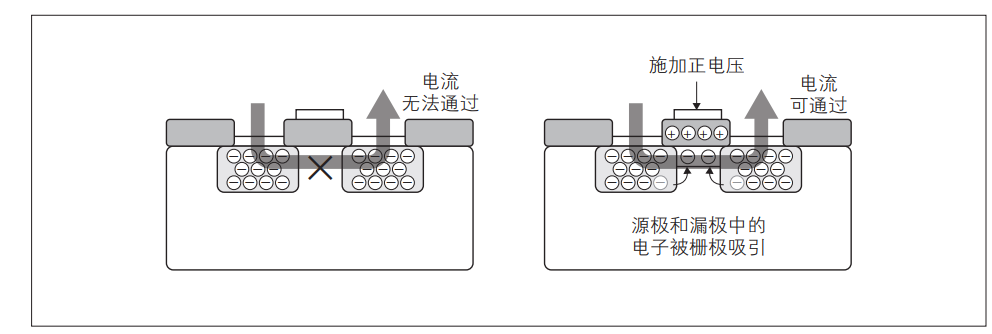 电流
无法通过
施加正电压
电流
可通过
源极和漏极中的
电子被栅极吸引